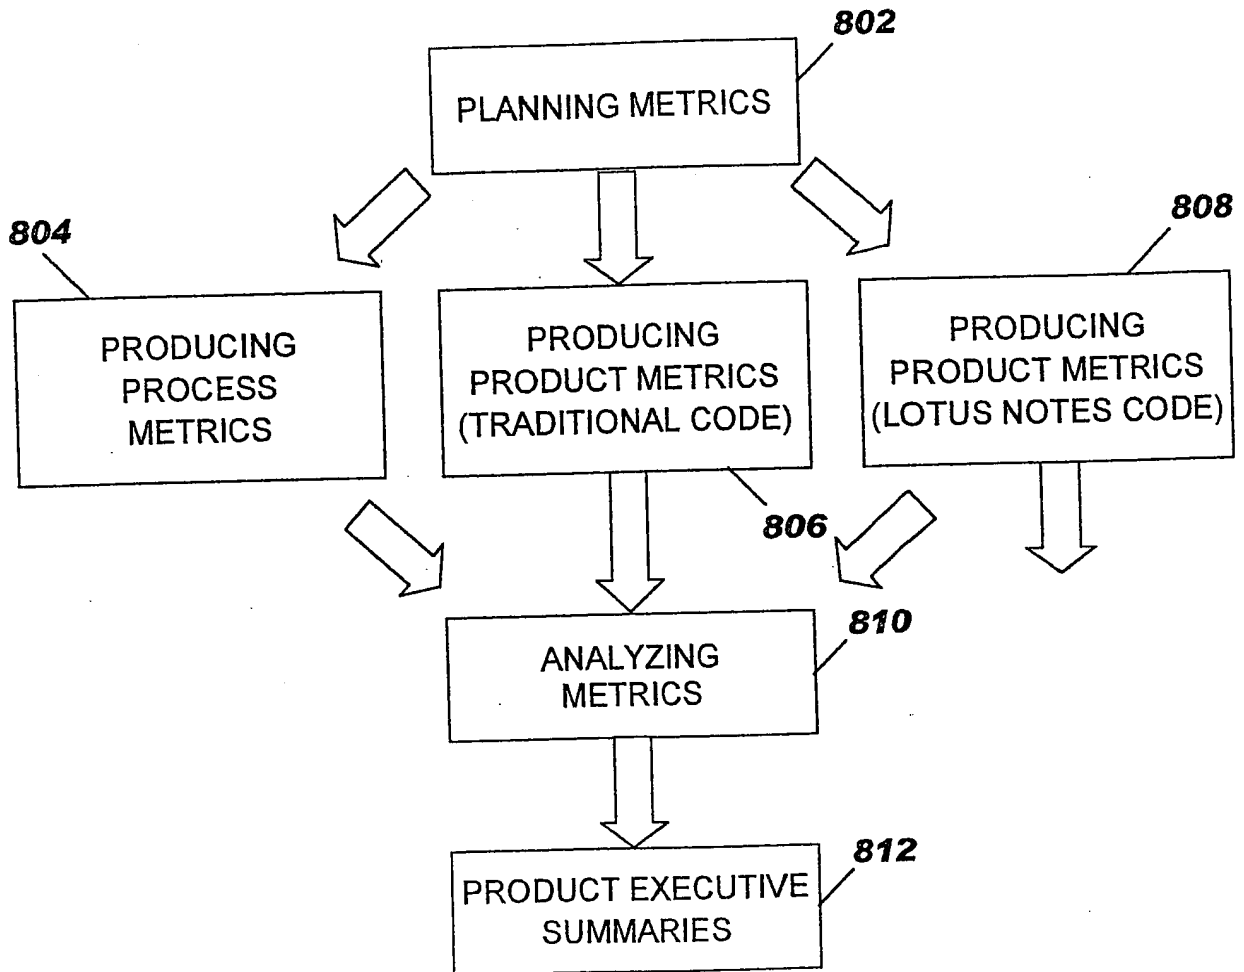 802
PLANNING METRICS
804
808
PRODUCING
PROCESS
METRICS
PRODUCING
PRODUCT METRICS
(TRADITIONAL CODE)
PRODUCING
PRODUCT METRICS
(LOTUS NOTES CODE)
806
ANALYZING
METRICS
810
PRODUCT EXECUTIVE
SUMMARIES
812